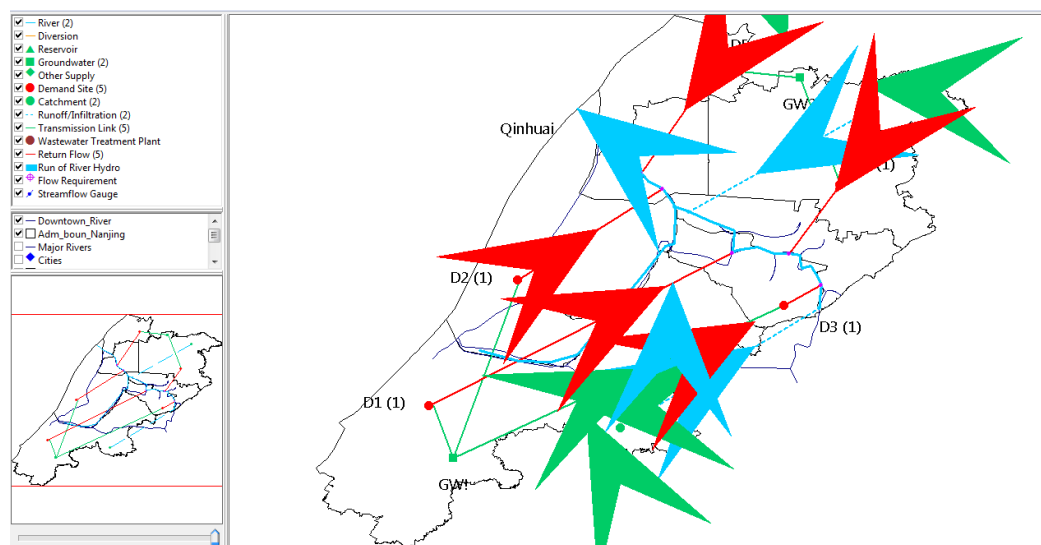 River (2)
Diversion
Reservoir
Groundwater (2)
Other Supply
Demand Site (5)
Catchment (2)
Runoff/Infiltration (2)
Transmission Link (5)
Wastewater Treatment Plant
Return Flow (5)
Run of River Hydro
Flow Requirement
Streamflow Gauge
Downtown_River
Adm_boun_Nanjing
Major Rivers
Cities
Qinhuai
D2 (1)
D3 (1)
D1 (1)
GW!